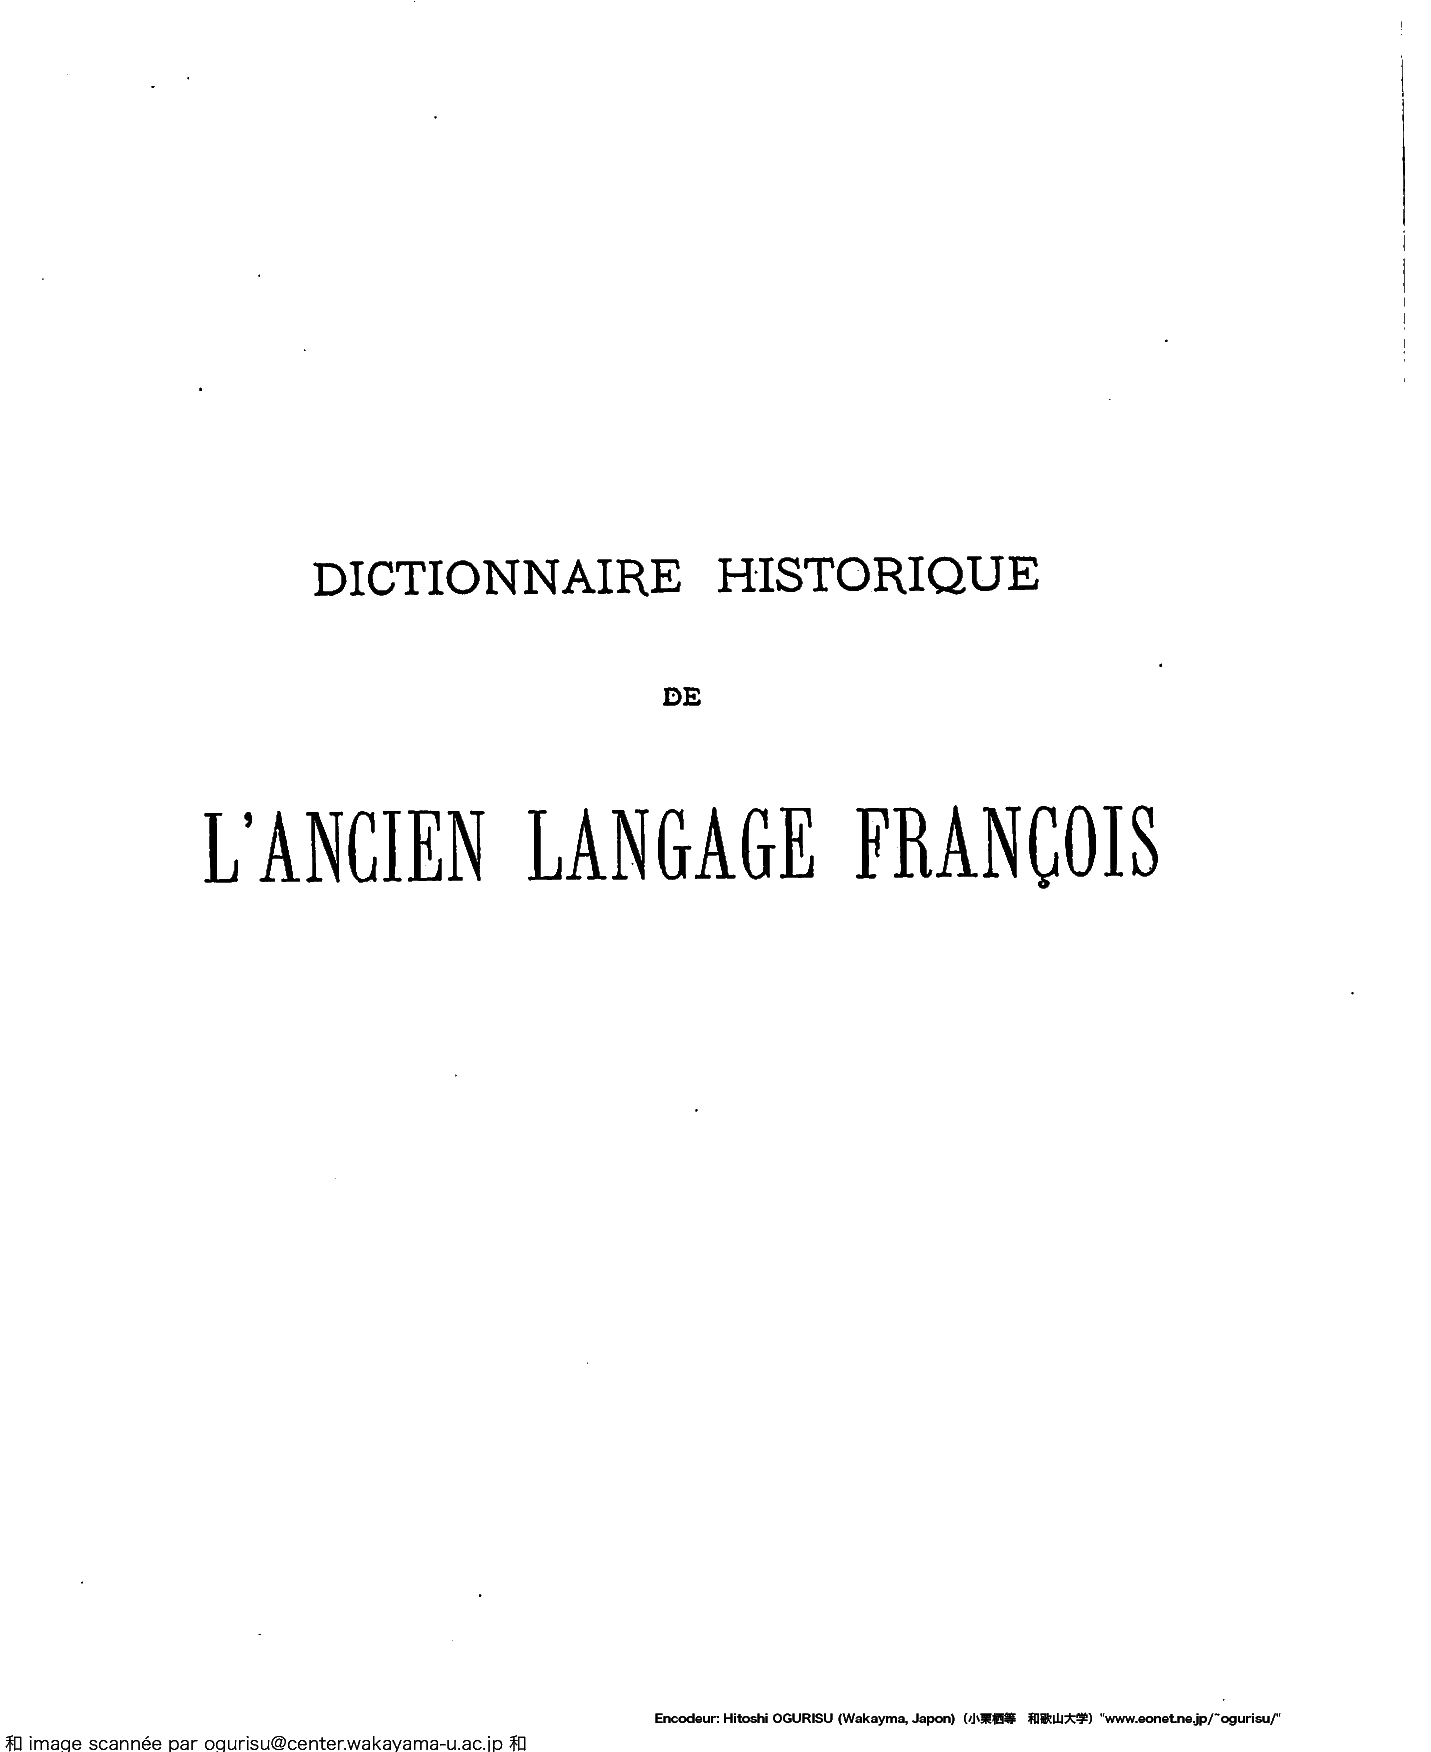 DICTIONNAIRE HISTORIQUE
DE
L'ANCIEN LANGAGE FRANÇOIS
Encodeur: Hitoshi OGURISU (Wakayma, Japon)（小栗栖等　和歌山大学）"www.eonet.ne.jp/~ogurisu/"
和 image scannée par ogurisu@center.wakayama-u.ac.jp 和